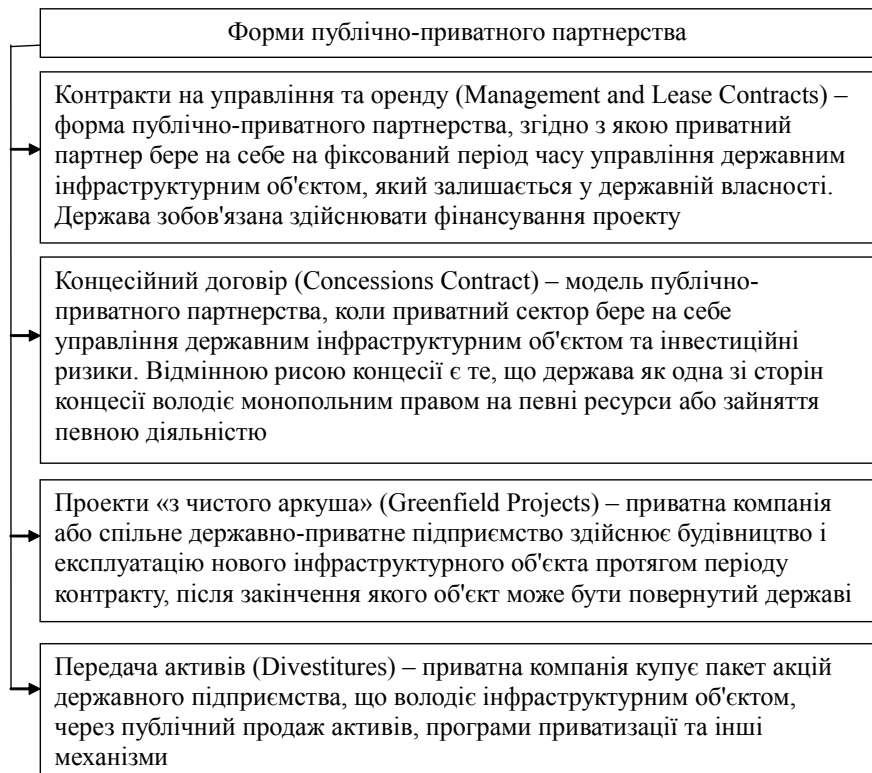 Форми публічно-приватного партнерства
Контракти на управління та оренду (Management and Lease Contracts) –
форма публічно-приватного партнерства, згідно з якою приватний
партнер бере на себе на фіксований період часу управління державним
інфраструктурним об'єктом, який залишається у державній власності.
Держава зобов'язана здійснювати фінансування проекту
Концесійний договір (Concessions Contract) – модель публічно-
приватного партнерства, коли приватний сектор бере на себе
управління державним інфраструктурним об'єктом та інвестиційні
ризики. Відмінною рисою концесії є те, що держава як одна зі сторін
концесії володіє монопольним правом на певні ресурси або зайняття
певною діяльністю
Проекти «з чистого аркуша» (Greenfield Projects) – приватна компанія
або спільне державно-приватне підприємство здійснює будівництво і
експлуатацію нового інфраструктурного об'єкта протягом періоду
контракту, після закінчення якого об'єкт може бути повернутий державі
Передача активів (Divestitures) – приватна компанія купує пакет акцій
державного підприємства, що володіє інфраструктурним об'єктом,
через публічний продаж активів, програми приватизації та інші
механізми